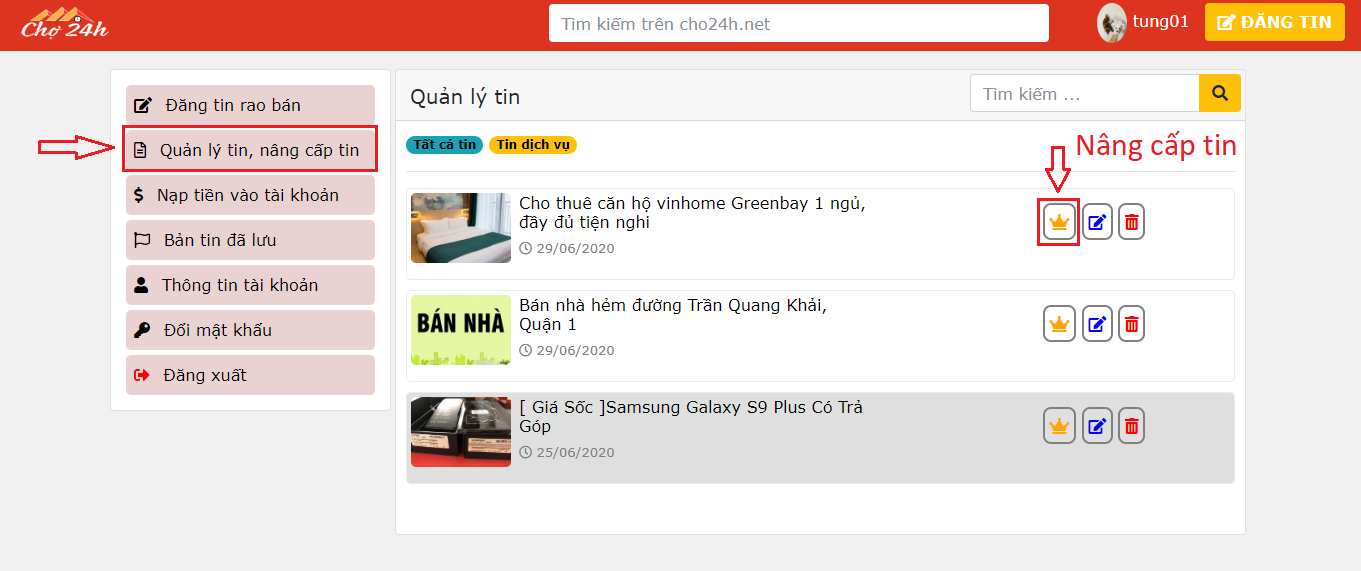 Chợ 24h
Tìm kiếm trên cho24h.net
tung01
ĐĂNG TIN
Đăng tin rao bán
Quản lý tin, nâng cấp tin
Nạp tiền vào tài khoản
Bản tin đã lưu
Thông tin tài khoản
Đổi mật khẩu
Đăng xuất
Quản lý tin
Tìm kiếm ...
Tất cả tin
Tin dịch vụ
Nâng cấp tin
Cho thuê căn hộ vinhome Greenbay 1 ngủ,
đầy đủ tiện nghi
29/06/2020
BÁN NHÀ
Bán nhà hẻm đường Trần Quang Khải,
Quận 1
29/06/2020
[ Giá Sốc ]Samsung Galaxy S9 Plus Có Trả
Góp
25/06/2020